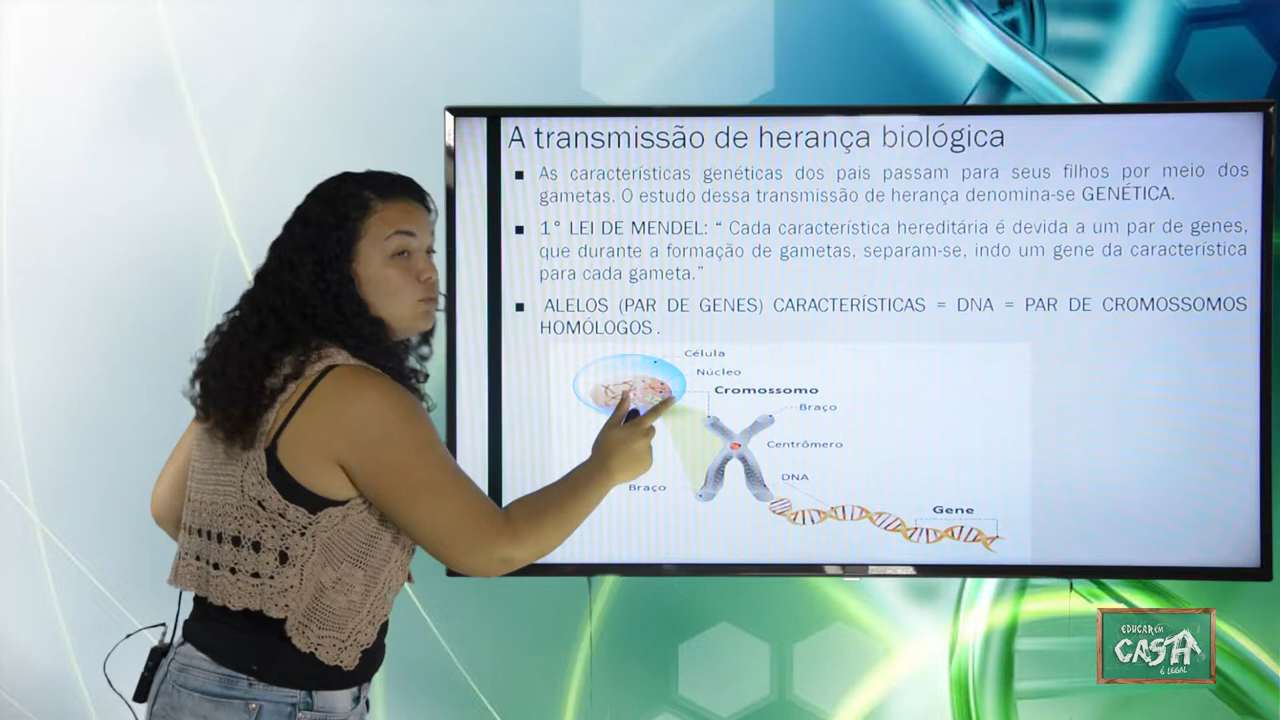 A transmissão de herança biológica
■ As características genéticas dos pais passam para seus filhos por meio dos
gametas. O estudo dessa transmissão de herança denomina-se GENÉTICA.
■ 1° LEI DE MENDEL: “ Cada característica hereditária é devida a um par de genes,
que durante a formação de gametas, separam-se, indo um gene da característica
para cada gameta.”
■ ALELOS (PAR DE GENES) CARACTERÍSTICAS = DNA = PAR DE CROMOSSOMOS
HOMÓLOGOS.
Célula
Núcleo
Cromossomo
Braço
Centrômero
DNA
Braço
Gene
EDUCAR EM
CASA
É LEGAL